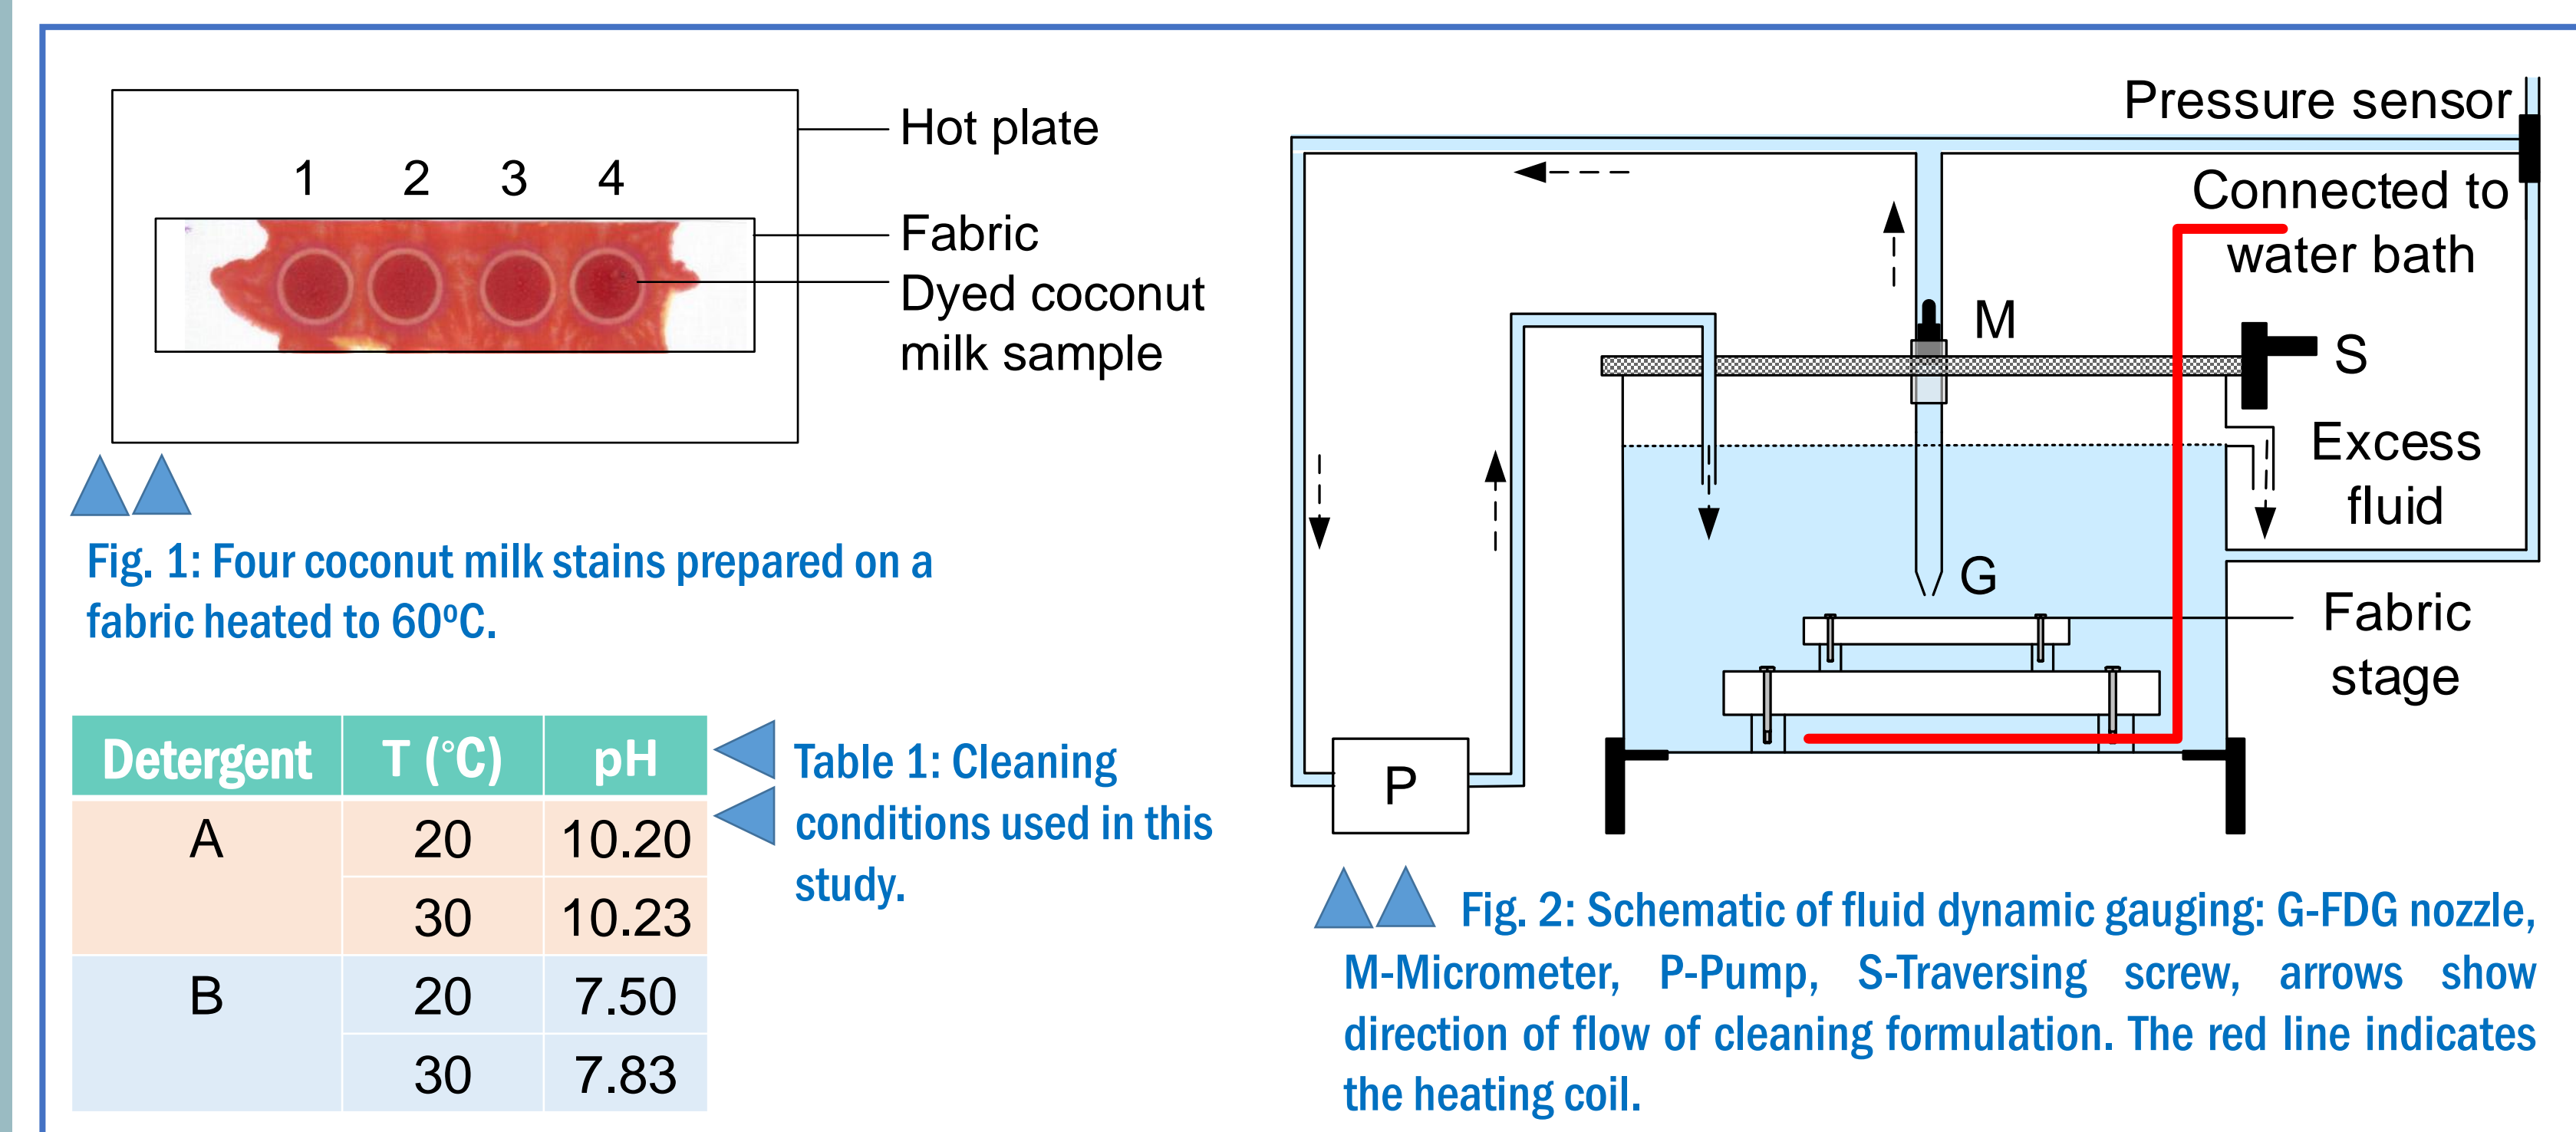 1 2 3 4
Hot plate
Fabric
Dyed coconut
milk sample
Fig. 1: Four coconut milk stains prepared on a
fabric heated to 60ºC.
Detergent T (°C) pH
A 20 10.20
30 10.23
B 20 7.50
30 7.83
Table 1: Cleaning
conditions used in this
study.
Pressure sensor
Connected to
water bath
M
S
Excess
fluid
G
Fabric
stage
P
Fig. 2: Schematic of fluid dynamic gauging: G-FDG nozzle,
M-Micrometer, P-Pump, S-Traversing screw, arrows show
direction of flow of cleaning formulation. The red line indicates
the heating coil.